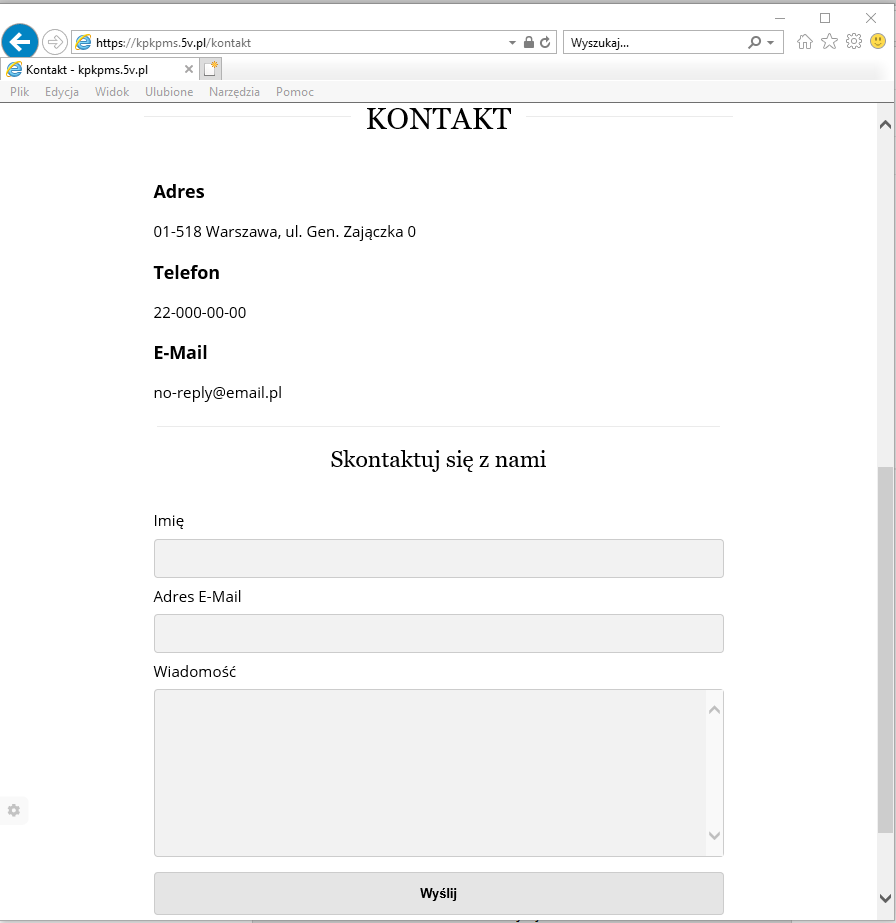 https://kpkpms.5v.pl/kontakt
Wyszukaj...
Kontakt - kpkpms.5v.pl
Plik Edycja Widok Ulubione Narzędzia Pomoc
KONTAKT
Adres
01-518 Warszawa, ul. Gen. Zajączka 0
Telefon
22-000-00-00
E-Mail
no-reply@email.pl
Skontaktuj się z nami
Imię
Adres E-Mail
Wiadomość
Wyślij